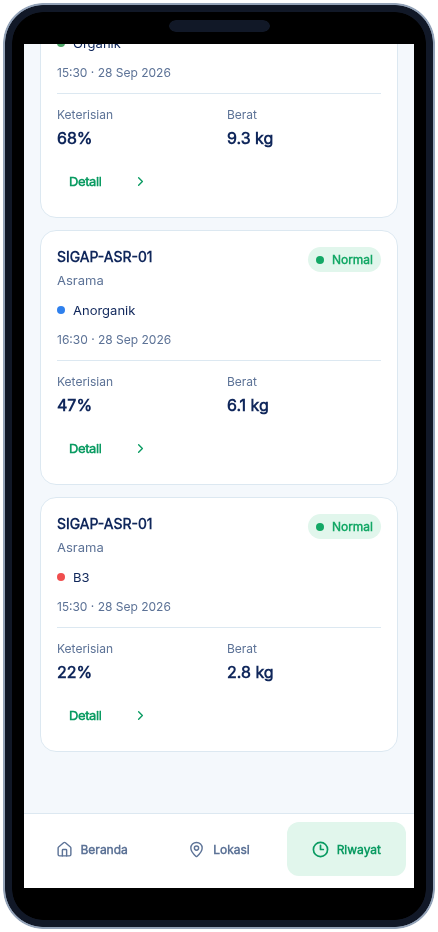 Organik
15:30 · 28 Sep 2026
Keterisian Berat
68% 9.3 kg
Detail
SIGAP-ASR-01 Normal
Asrama
Anorganik
16:30 · 28 Sep 2026
Keterisian Berat
47% 6.1 kg
Detail
SIGAP-ASR-01 Normal
Asrama
B3
15:30 · 28 Sep 2026
Keterisian Berat
22% 2.8 kg
Detail
Beranda Lokasi Riwayat